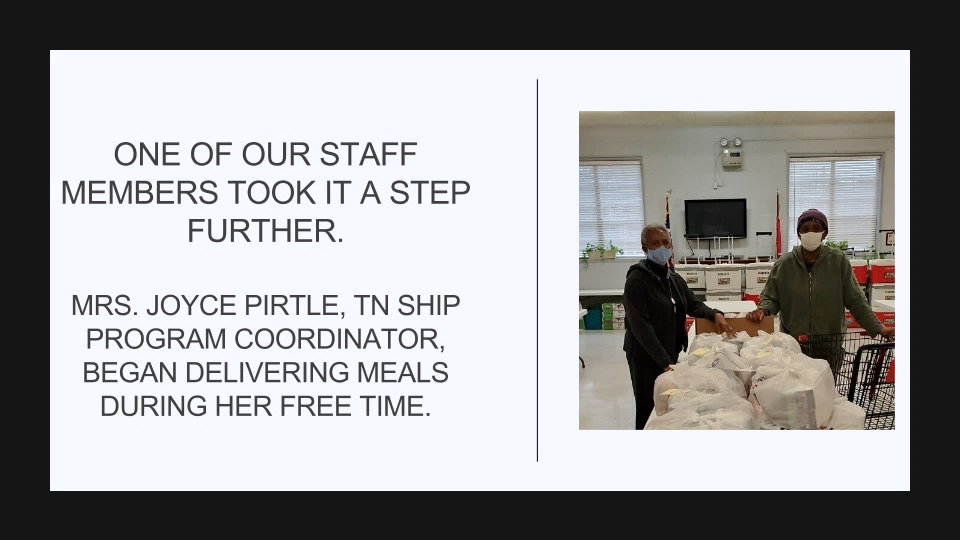 ONE OF OUR STAFF
MEMBERS TOOK IT A STEP
FURTHER.
MRS. JOYCE PIRTLE, TN SHIP
PROGRAM COORDINATOR,
BEGAN DELIVERING MEALS
DURING HER FREE TIME.